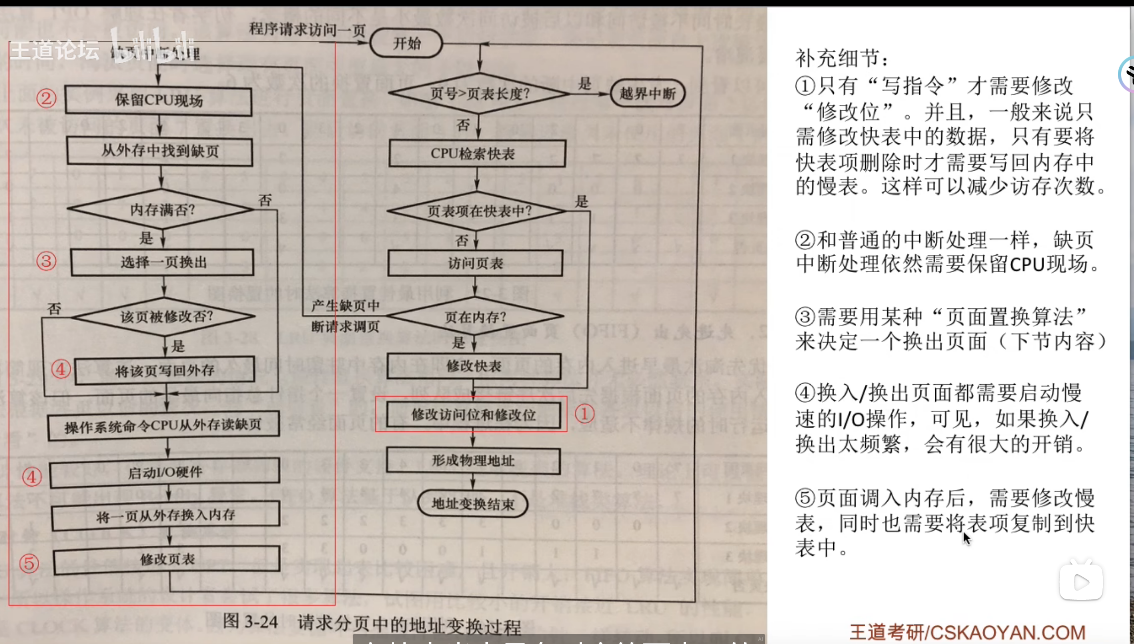 王道论坛
程序请求访问一页
开始
页号>页表长度?
是
越界中断
否
CPU检索快表
页表项在快表中?
是
否
访问页表
页在内存?
产生缺页中
断请求调页
是
修改快表
修改访问位和修改位
①
形成物理地址
地址变换结束
②
保留CPU现场
从外存中找到缺页
内存满否?
否
是
③
选择一页换出
该页被修改否?
否
是
④
将该页写回外存
操作系统命令CPU从外存读缺页
④
启动I/O硬件
将一页从外存换入内存
⑤
修改页表
图 3-24 请求分页中的地址变换过程
补充细节：
①只有“写指令”才需要修改
“修改位”。并且，一般来说只
需修改快表中的数据，只有要将
快表项删除时才需要写回内存中
的慢表。这样可以减少访存次数。
②和普通的中断处理一样，缺页
中断处理依然需要保留CPU现场。
③需要用某种“页面置换算法”
来决定一个换出页面（下节内容）
④换入/换出页面都需要启动慢
速的I/O操作，可见，如果换入/
换出太频繁，会有很大的开销。
⑤页面调入内存后，需要修改慢
表，同时也需要将表项复制到快
表中。
王道考研/CSKAOYAN.COM